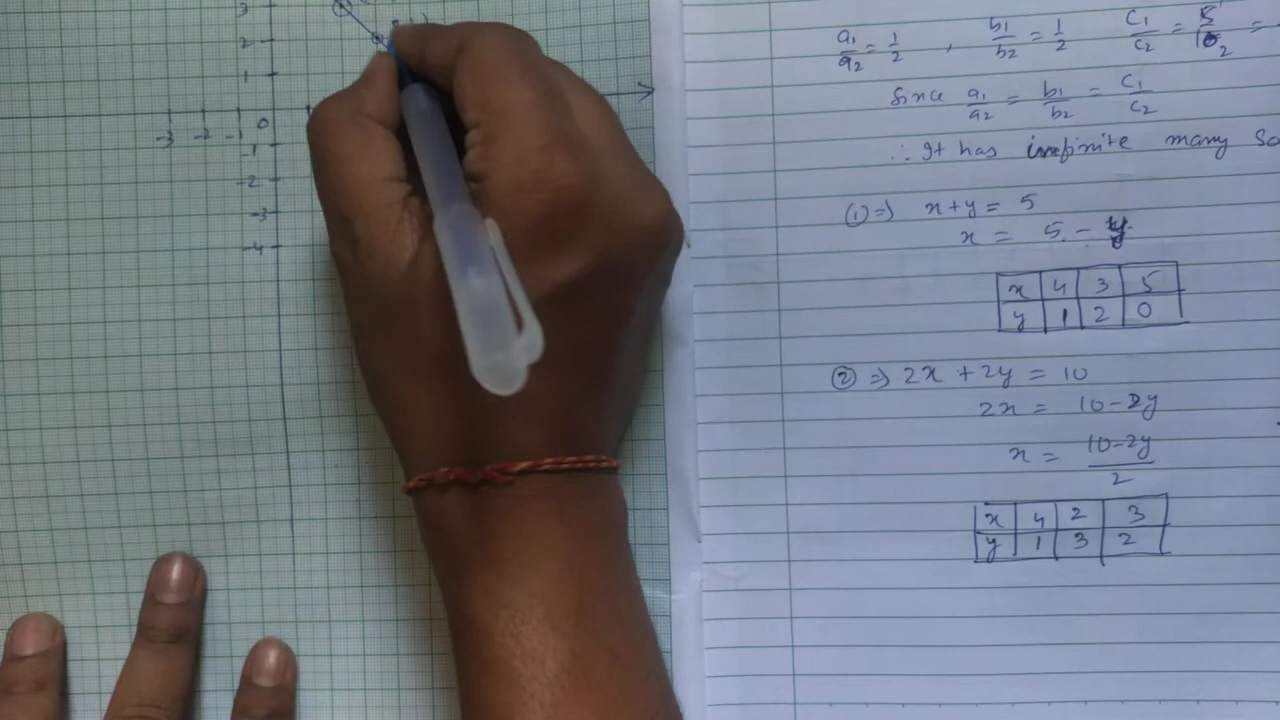 3
2
1
-3 -2 -1 0
-1
-2
-3
-4
a1/a2 = 1/2 , b1/b2 = 1/2 c1/c2 = 5/10 2 =
Since a1/a2 = b1/b2 = c1/c2
∴ It has infinite many So
(1) ⇒ x+y = 5
x = 5 - y
x 4 3 5
y 1 2 0
(2) ⇒ 2x + 2y = 10
2x = 10-2y
x = 10-2y/2
x 4 2 3
y 1 3 2